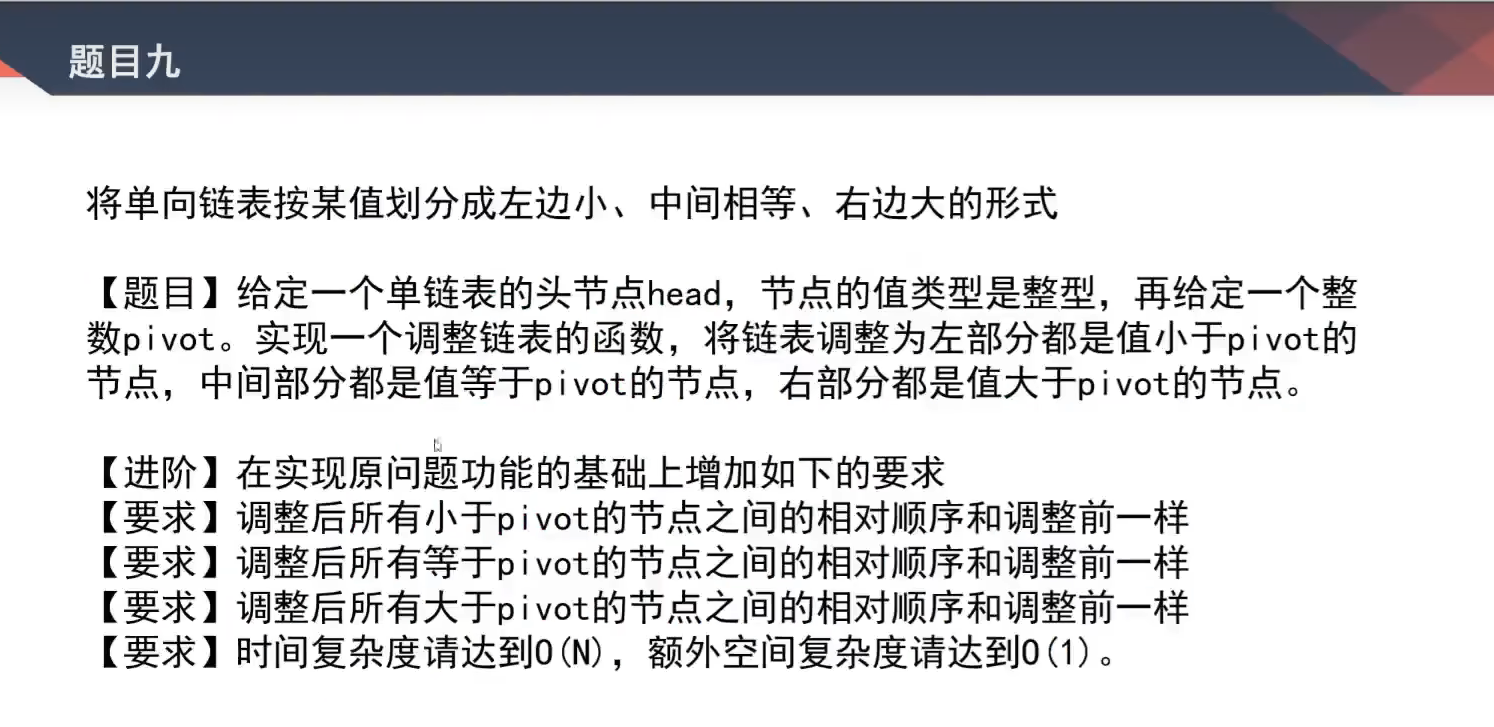 题目九
将单向链表按某值划分成左边小、中间相等、右边大的形式
【题目】给定一个单链表的头节点head，节点的值类型是整型，再给定一个整
数pivot。实现一个调整链表的函数，将链表调整为左部分都是值小于pivot的
节点，中间部分都是值等于pivot的节点，右部分都是值大于pivot的节点。
【进阶】在实现原问题功能的基础上增加如下的要求
【要求】调整后所有小于pivot的节点之间的相对顺序和调整前一样
【要求】调整后所有等于pivot的节点之间的相对顺序和调整前一样
【要求】调整后所有大于pivot的节点之间的相对顺序和调整前一样
【要求】时间复杂度请达到O(N)，额外空间复杂度请达到O(1)。